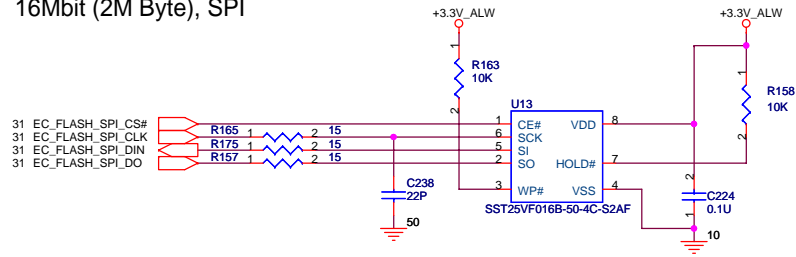 16Mbit (2M Byte), SPI
+3.3V_ALW
+3.3V_ALW
1
R163
10K
2
1
R158
10K
2
U13
31 EC_FLASH_SPI_CS#
31 EC_FLASH_SPI_CLK
31 EC_FLASH_SPI_DIN
31 EC_FLASH_SPI_DO
R165 1 2 15
R175 1 2 15
R157 1 2 15
1 CE# VDD 8
6 SCK
5 SI
2 SO HOLD# 7
3 WP# VSS 4
SST25VF016B-50-4C-S2AF
C238
22P
50
2
C224
0.1U
1
10